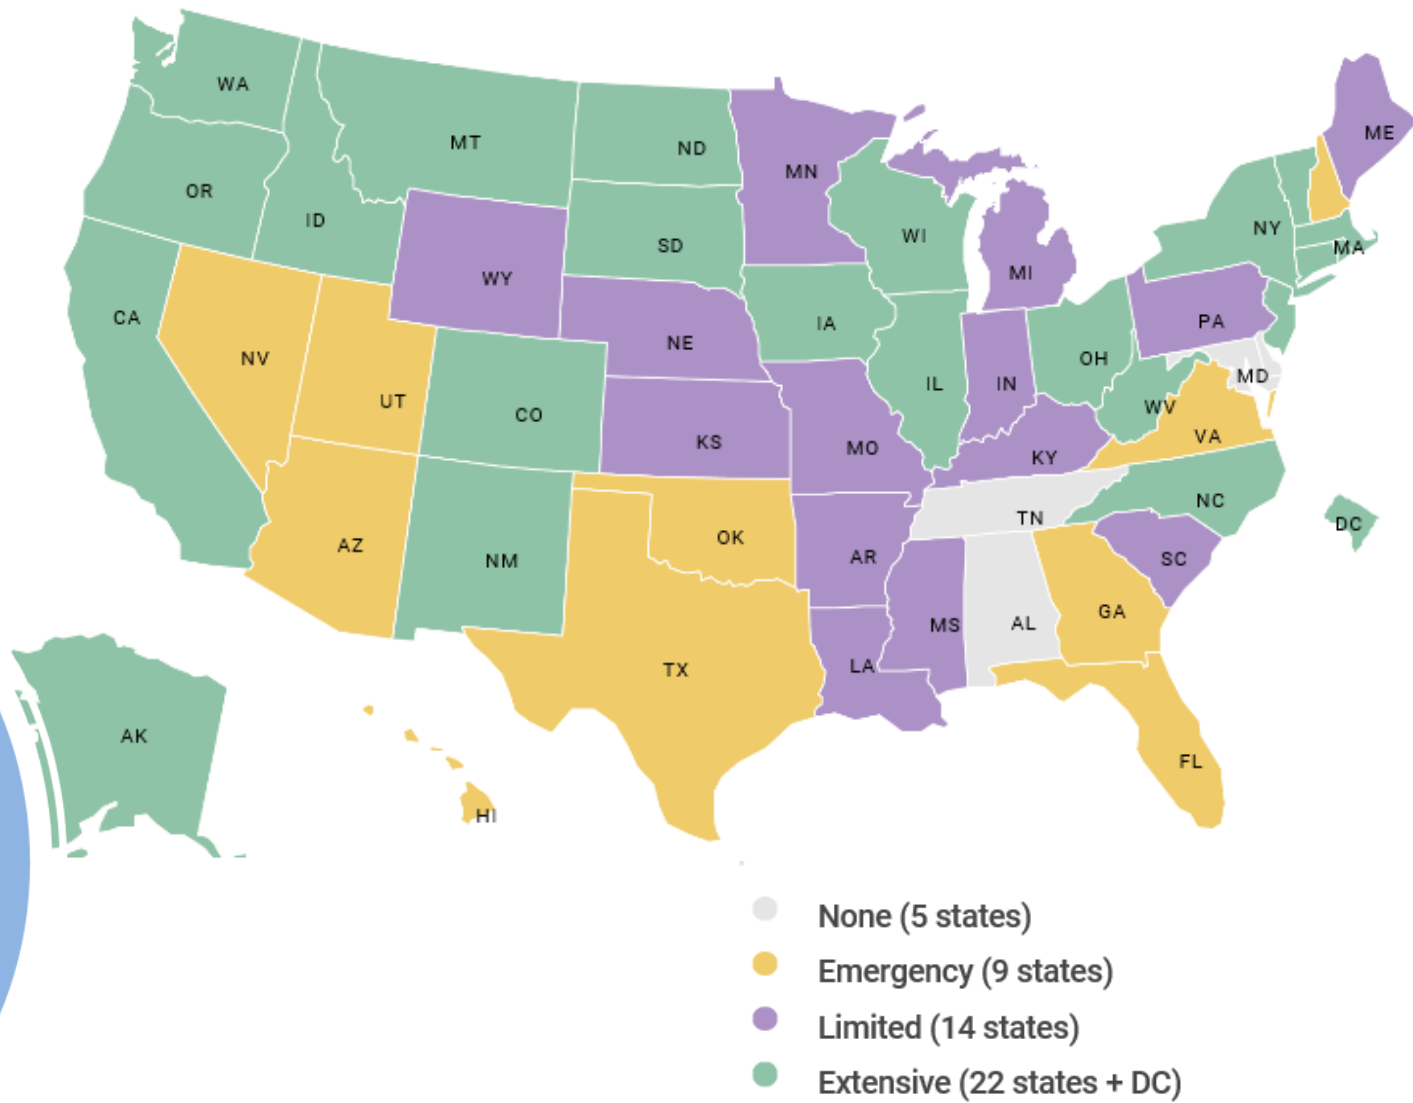 WA
MT
ND
MN
ME
OR
ID
SD
WI
NY
MA
WY
MI
CA
NV
UT
CO
NE
IA
IL
IN
OH
PA
MD
WV
VA
KS
MO
KY
NC
AZ
NM
OK
AR
TN
SC
DC
MS
AL
GA
TX
LA
AK
FL
HI
None (5 states)
Emergency (9 states)
Limited (14 states)
Extensive (22 states + DC)